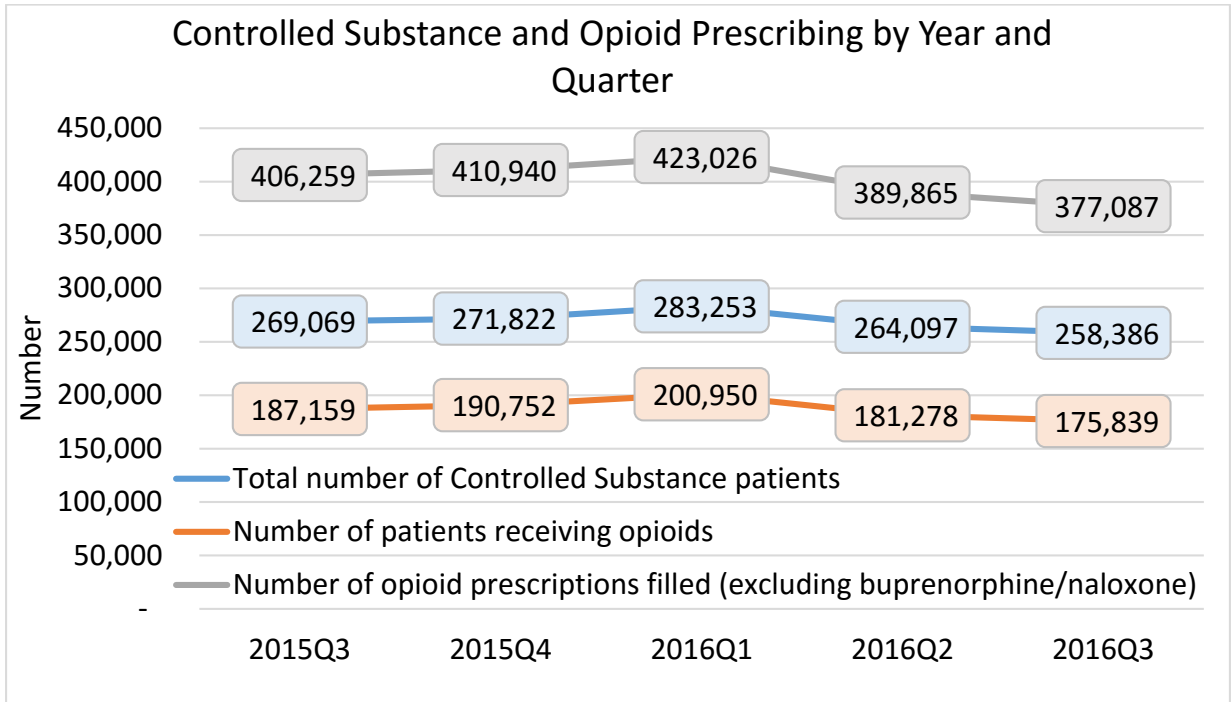 Controlled Substance and Opioid Prescribing by Year and
Quarter
Number
450,000
400,000
350,000
300,000
250,000
200,000
150,000
100,000
50,000
-
406,259 410,940 423,026 389,865 377,087
269,069 271,822 283,253 264,097 258,386
187,159 190,752 200,950 181,278 175,839
Total number of Controlled Substance patients
Number of patients receiving opioids
Number of opioid prescriptions filled (excluding buprenorphine/naloxone)
2015Q3 2015Q4 2016Q1 2016Q2 2016Q3